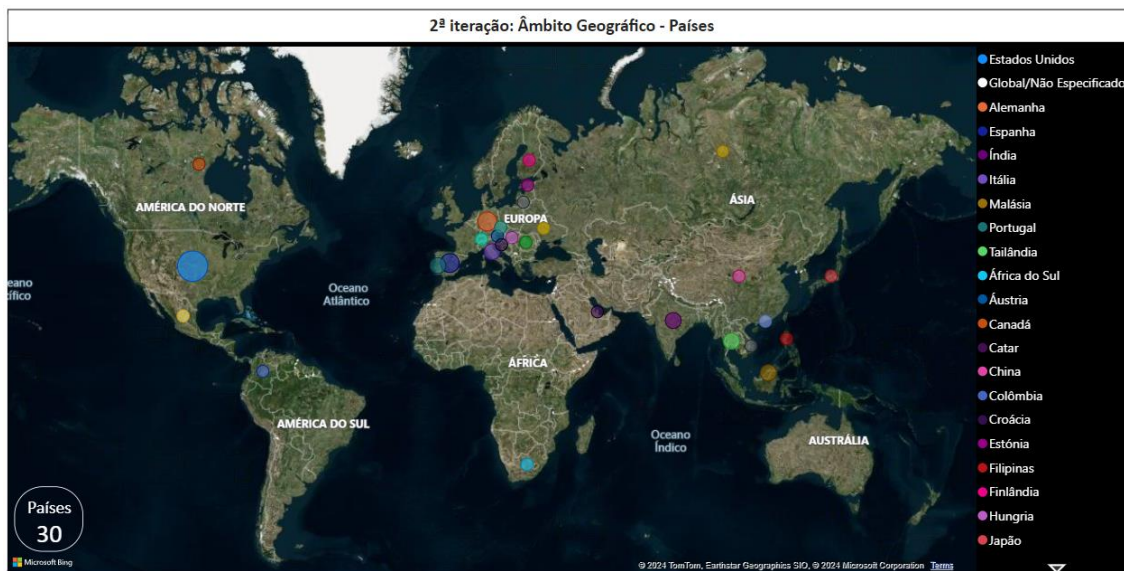 2ª iteração: Âmbito Geográfico - Países
AMÉRICA DO NORTE
EUROPA
ÁSIA
eano
cífico
Oceano
Atlântico
ÁFRICA
AMÉRICA DO SUL
Oceano
Índico
AUSTRÁLIA
Países
30
Microsoft Bing
© 2024 TomTom, Earthstar Geographics SIO, © 2024 Microsoft Corporation Terms
Estados Unidos
Global/Não Especificado
Alemanha
Espanha
Índia
Itália
Malásia
Portugal
Tailândia
África do Sul
Áustria
Canadá
Catar
China
Colômbia
Croácia
Estónia
Filipinas
Finlândia
Hungria
Japão